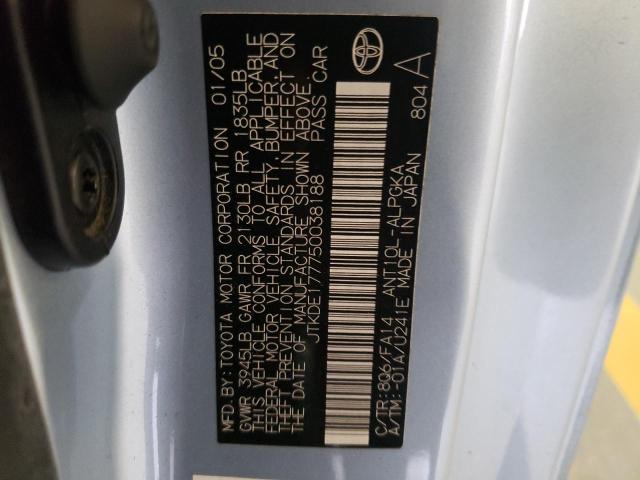 MFD. BY: TOYOTA MOTOR CORPORATION 01/05
GVWR 3945LB GAWR FR 2130LB RR 1835LB
THIS VEHICLE CONFORMS TO ALL APPLICABLE
FEDERAL MOTOR VEHICLE SAFETY, BUMPER, AND
THEFT PREVENTION STANDARDS IN EFFECT ON
THE DATE OF MANUFACTURE SHOWN ABOVE.
JTMDE177750038188 PASS CAR
C/TR: 8Q6/FA14 ANT10L-ALPGKA
A/TM: -01A/U241E MADE IN JAPAN 804 A